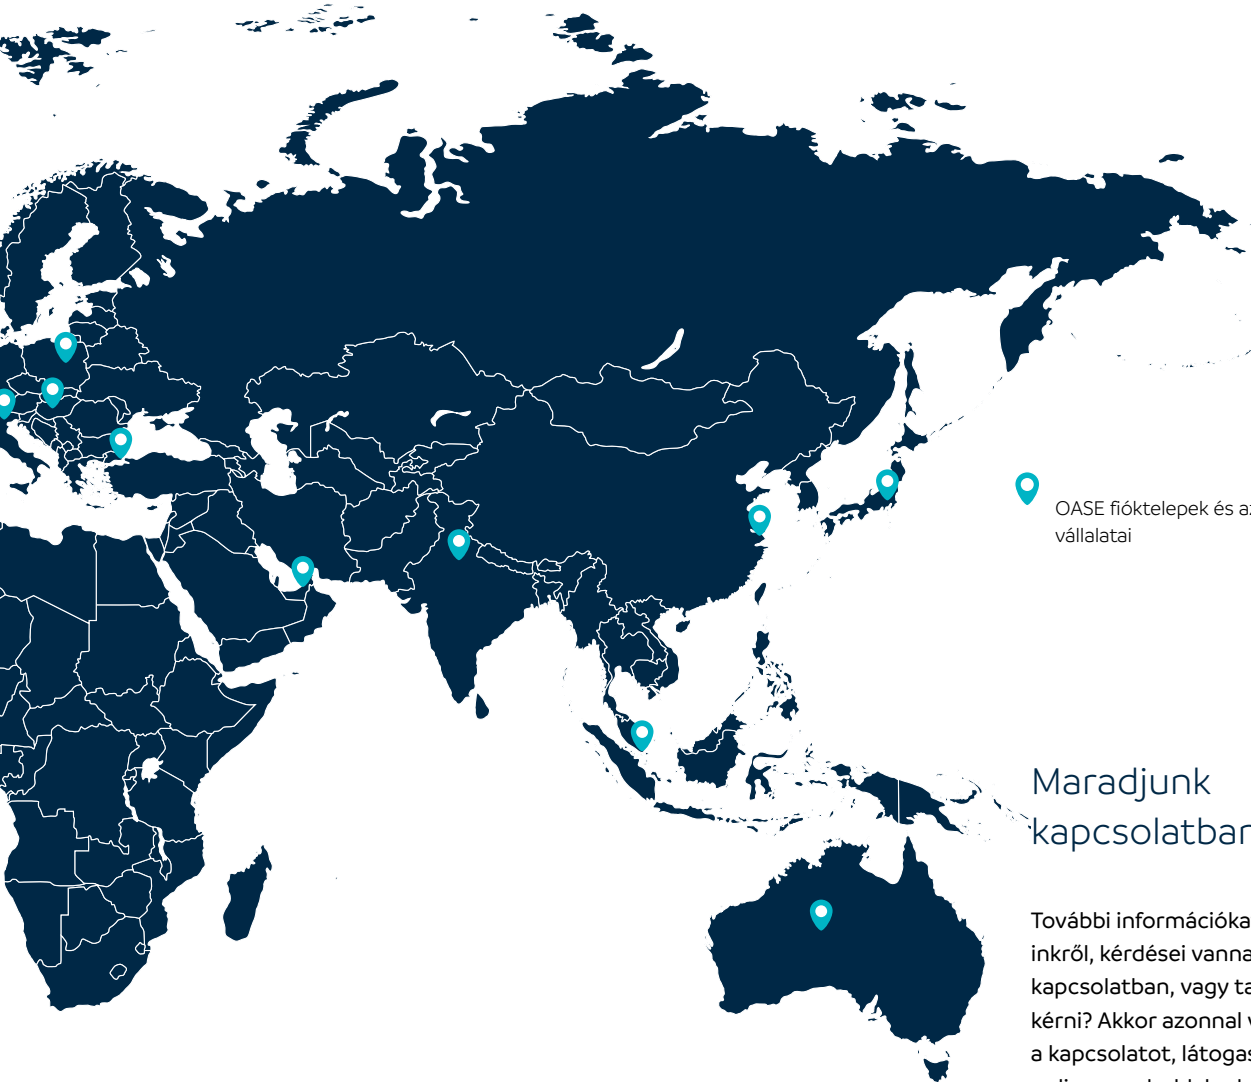 OASE fióktelepek és az
vállalatai
Maradjunk
kapcsolatban
További információka
inkről, kérdései vanna
kapcsolatban, vagy ta
kérni? Akkor azonnal v
a kapcsolatot, látogas